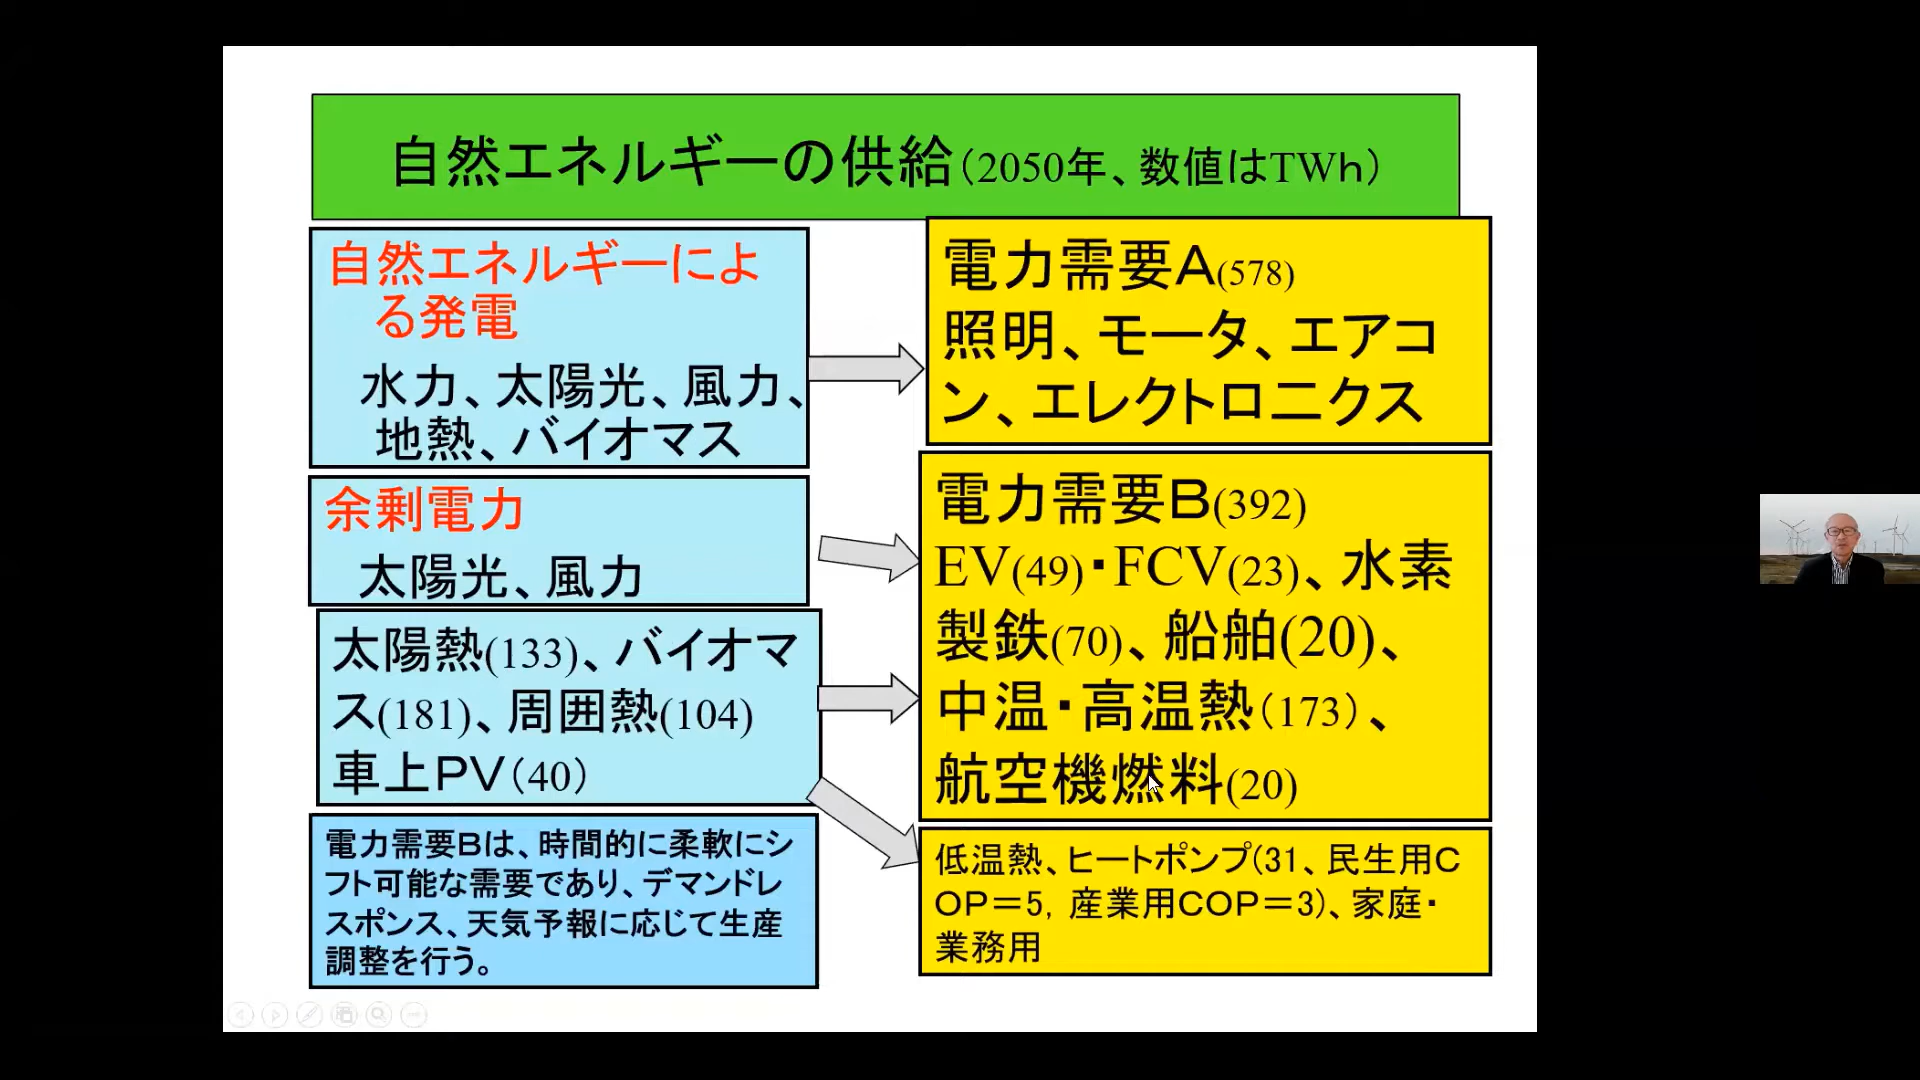 自然エネルギーの供給（2050年、数値はTWh）
自然エネルギーによ
る発電
水力、太陽光、風力、
地熱、バイオマス
余剰電力
太陽光、風力
太陽熱(133)、バイオマ
ス(181)、周囲熱(104)
車上PV（40）
電力需要Bは、時間的に柔軟にシ
フト可能な需要であり、デマンドレ
スポンス、天気予報に応じて生産
調整を行う。
電力需要A(578)
照明、モータ、エアコ
ン、エレクトロニクス
電力需要B(392)
EV(49)・FCV(23)、水素
製鉄(70)、船舶(20)、
中温・高温熱（173）、
航空機燃料(20)
低温熱、ヒートポンプ(31、民生用C
OP＝5，産業用COP＝3)、家庭・
業務用